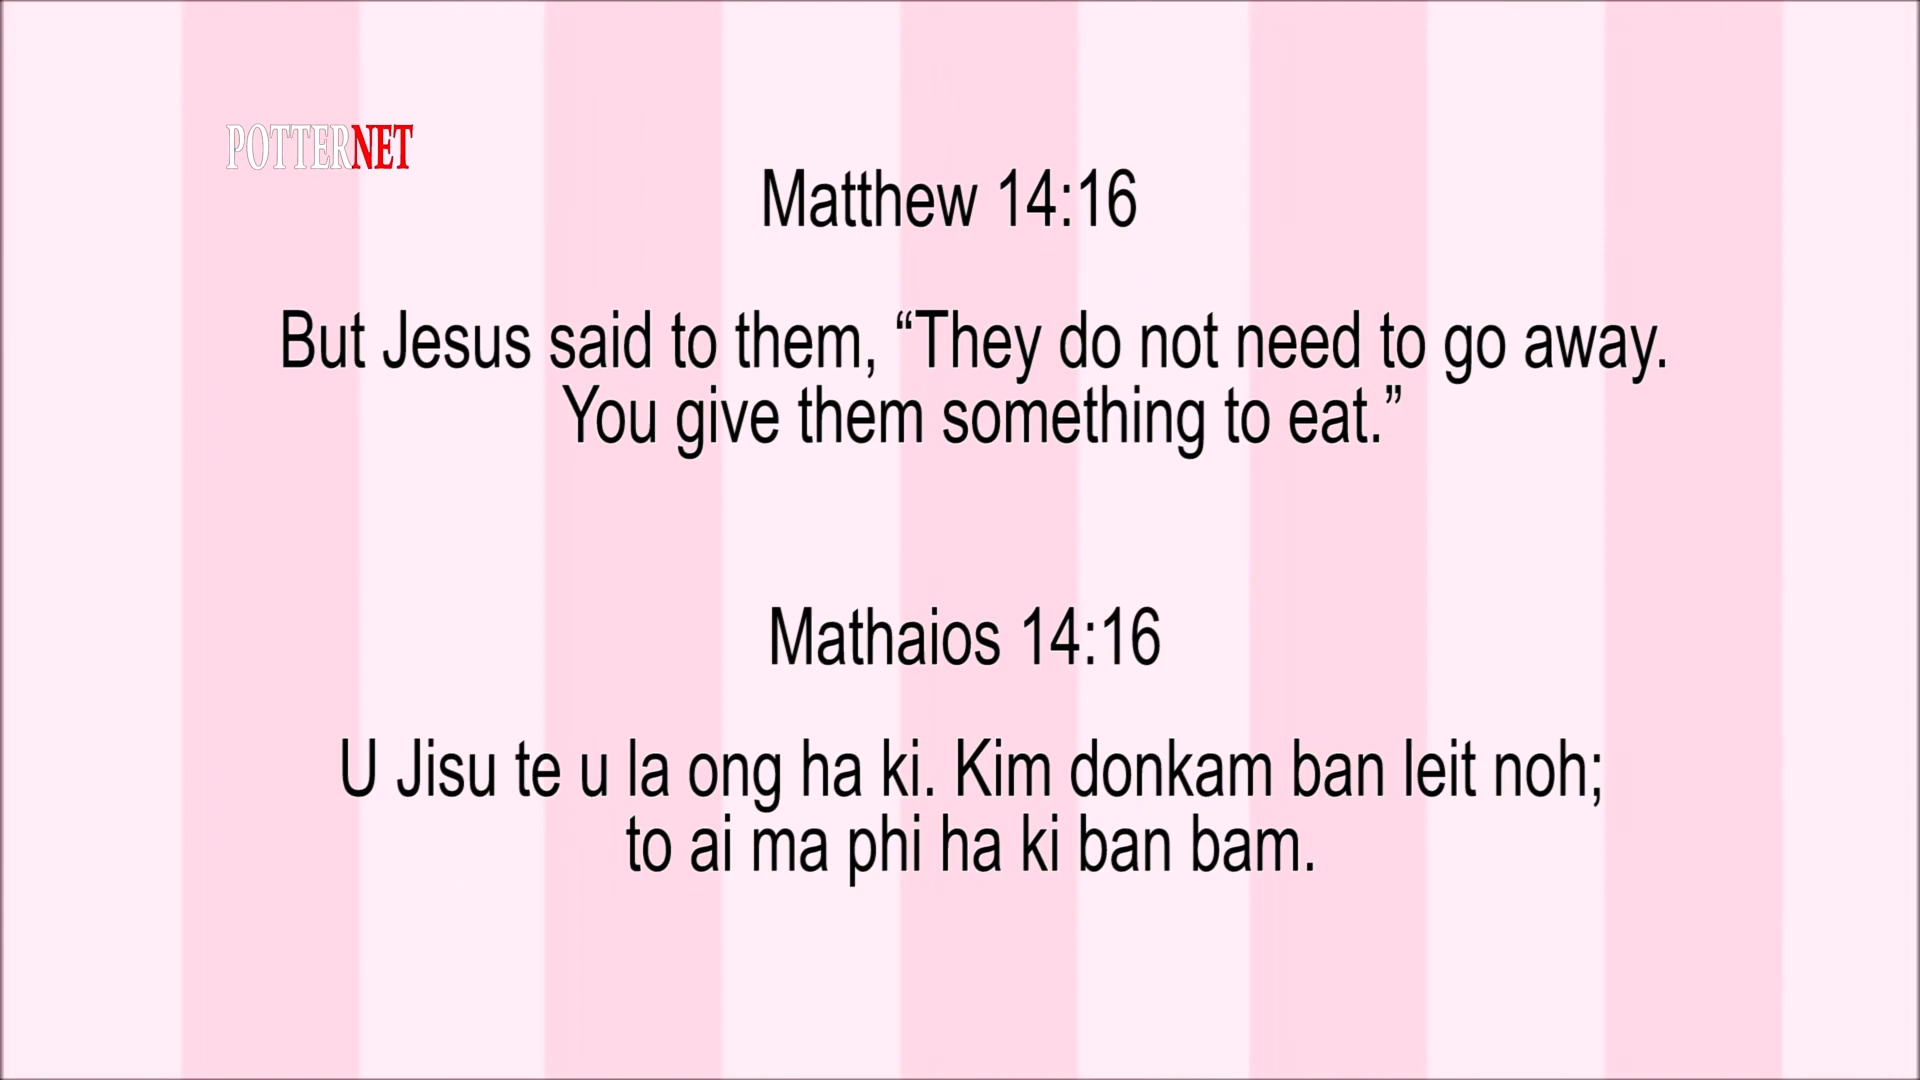 POTTERNET
Matthew 14:16
But Jesus said to them, “They do not need to go away.
You give them something to eat.”
Mathaios 14:16
U Jisu te u la ong ha ki. Kim donkam ban leit noh;
to ai ma phi ha ki ban bam.